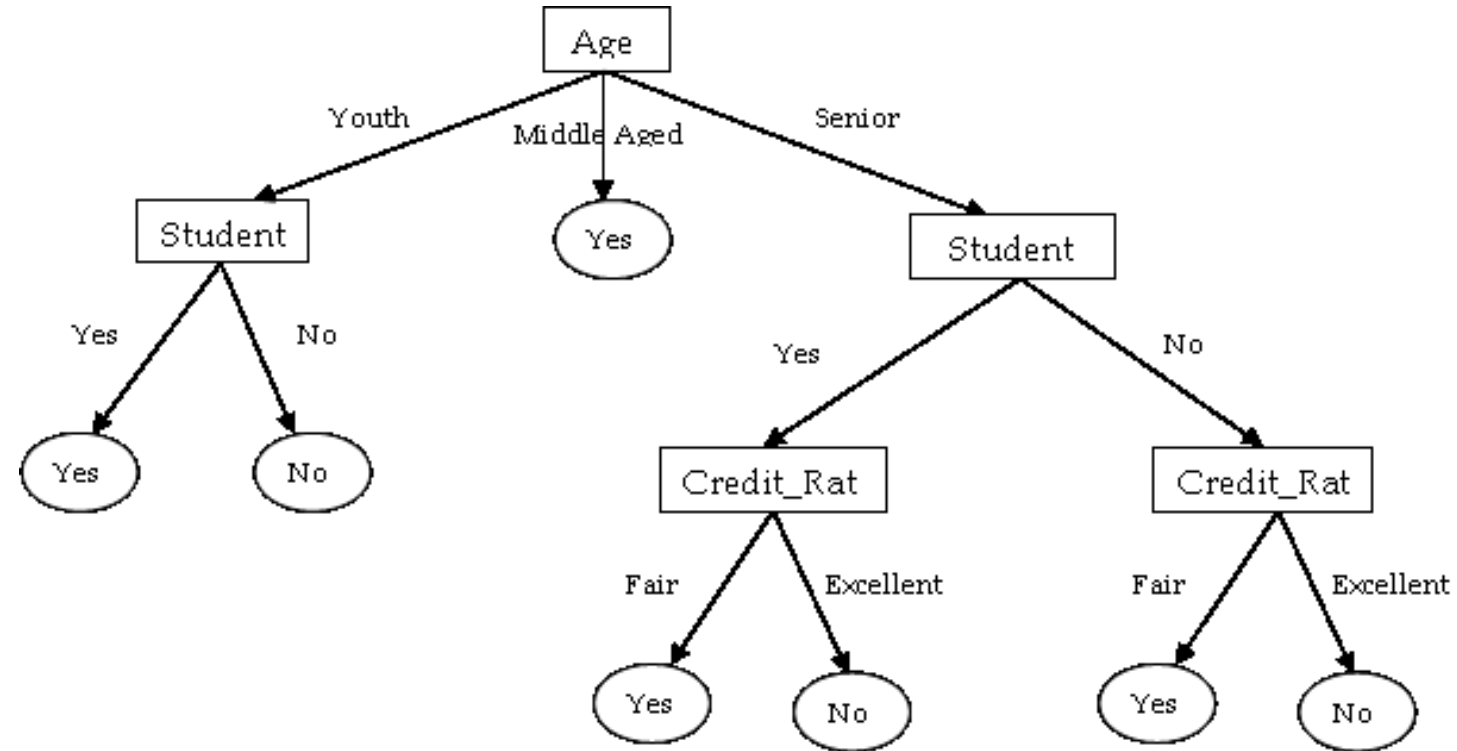 Age
Youth
Middle Aged
Senior
Student
Yes
Student
Yes
No
Yes
No
Yes
No
Credit_Rat
Credit_Rat
Fair
Excellent
Fair
Excellent
Yes
No
Yes
No